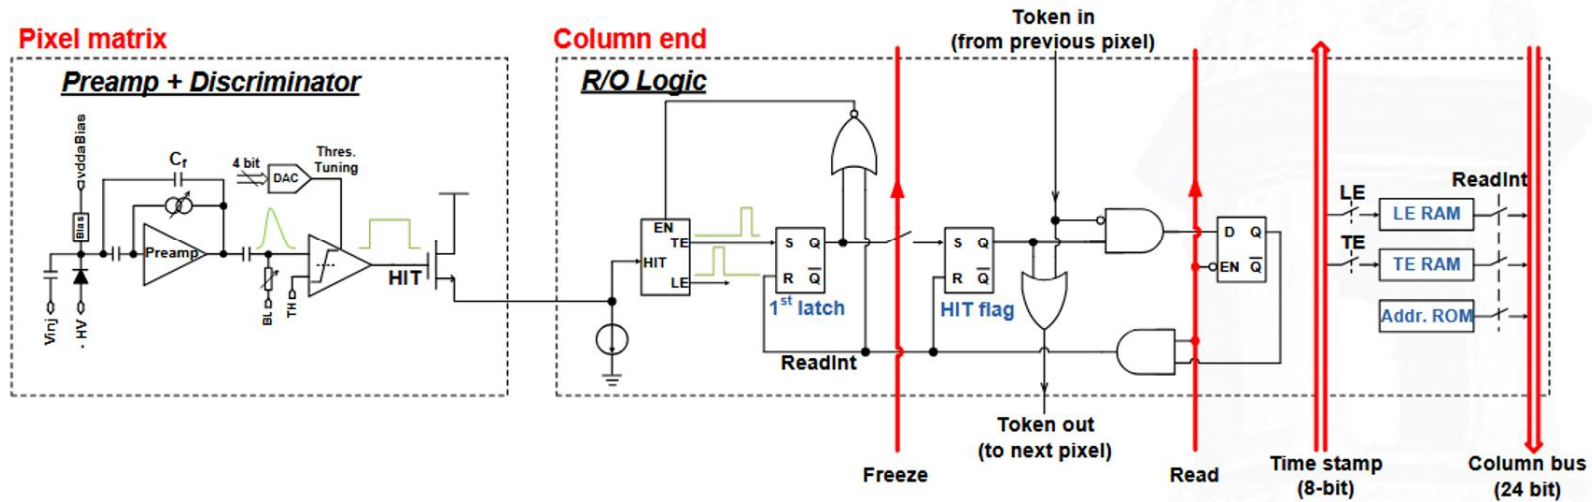 Pixel matrix
Preamp + Discriminator
vddaBias
Bias
Cf
4 bit
DAC
Thres.
Tuning
Preamp
HIT
Vinj
- HV
BL
TH
Column end
R/O Logic
Token in
(from previous pixel)
EN
TE
HIT
LE
S Q
R Q
1st latch
S Q
R Q
HIT flag
ReadInt
D Q
EN Q
Token out
(to next pixel)
Freeze
Read
LE
TE
ReadInt
LE RAM
TE RAM
Addr. ROM
Time stamp
(8-bit)
Column bus
(24 bit)